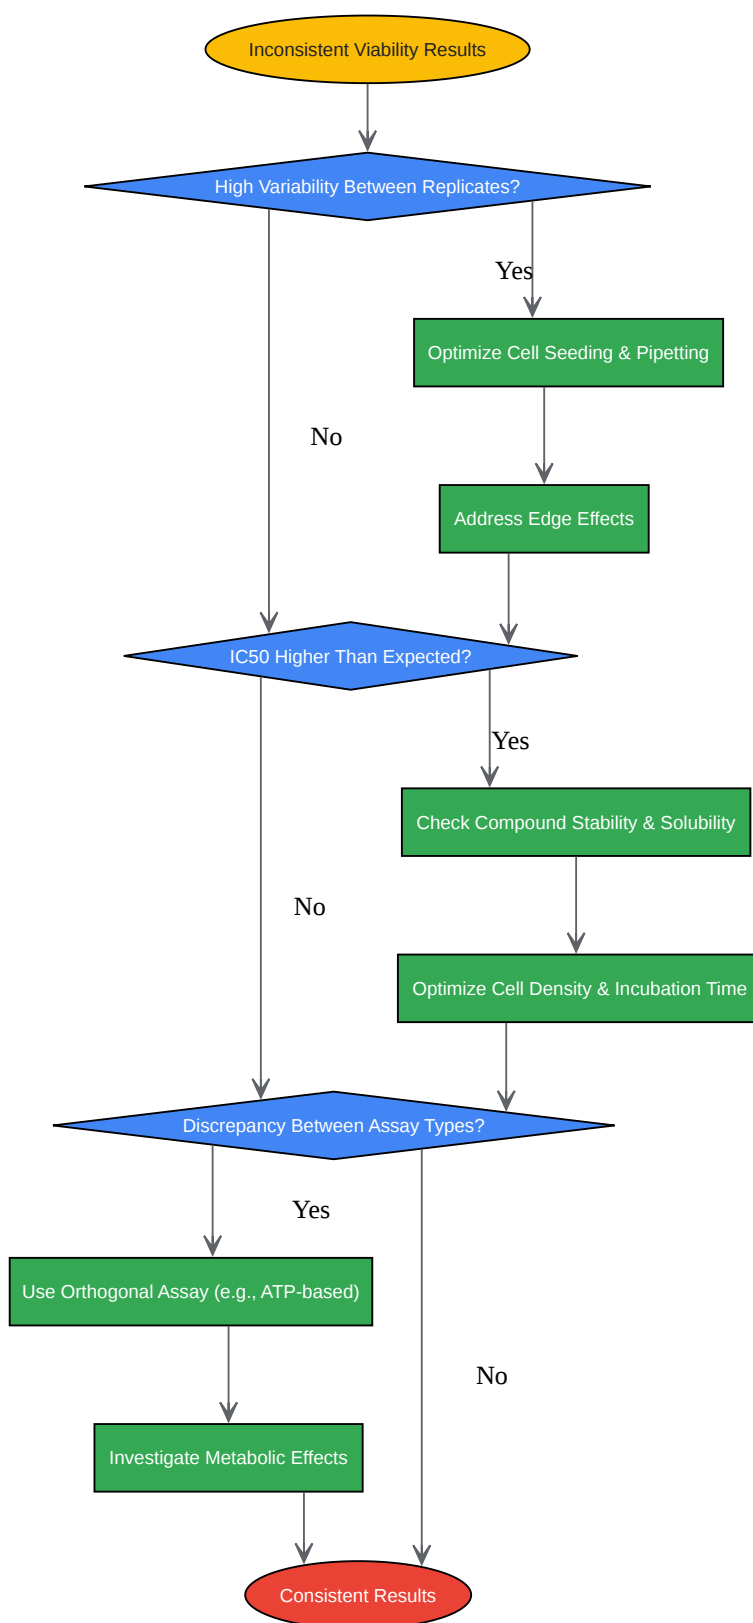 Inconsistent Viability Results
High Variability Between Replicates?
Yes
Optimize Cell Seeding & Pipetting
No
Address Edge Effects
IC50 Higher Than Expected?
Yes
Check Compound Stability & Solubility
No
Optimize Cell Density & Incubation Time
Discrepancy Between Assay Types?
Yes
Use Orthogonal Assay (e.g., ATP-based)
No
Investigate Metabolic Effects
Consistent Results